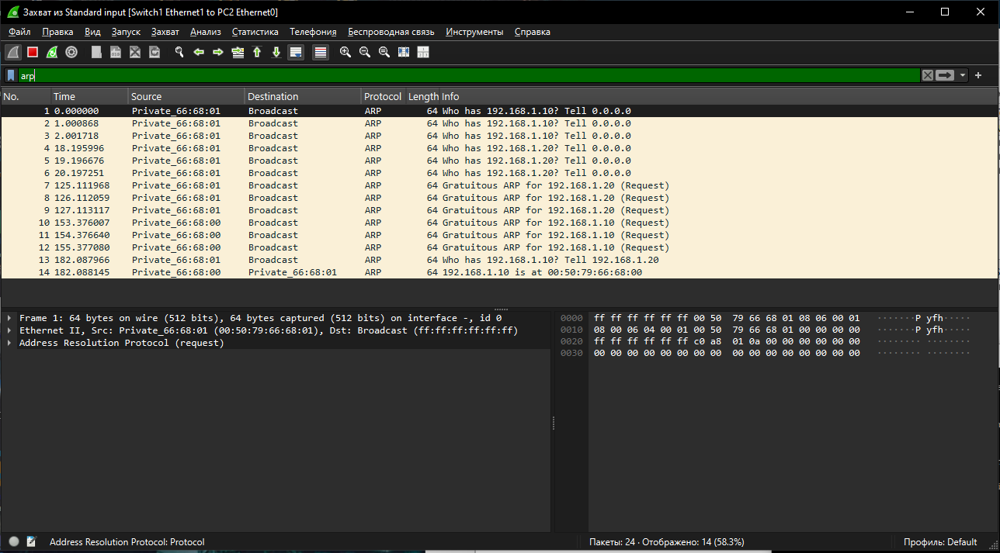 Захват из Standard input [Switch1 Ethernet1 to PC2 Ethernet0]
Файл Правка Вид Запуск Захват Анализ Статистика Телефония Беспроводная связь Инструменты Справка
arp
No. Time Source Destination Protocol Length Info
1 0.000000 Private_66:68:01 Broadcast ARP 64 Who has 192.168.1.10? Tell 0.0.0.0
2 1.000868 Private_66:68:01 Broadcast ARP 64 Who has 192.168.1.10? Tell 0.0.0.0
3 2.001718 Private_66:68:01 Broadcast ARP 64 Who has 192.168.1.10? Tell 0.0.0.0
4 18.195996 Private_66:68:01 Broadcast ARP 64 Who has 192.168.1.20? Tell 0.0.0.0
5 19.196676 Private_66:68:01 Broadcast ARP 64 Who has 192.168.1.20? Tell 0.0.0.0
6 20.197251 Private_66:68:01 Broadcast ARP 64 Who has 192.168.1.20? Tell 0.0.0.0
7 125.111968 Private_66:68:01 Broadcast ARP 64 Gratuitous ARP for 192.168.1.20 (Request)
8 126.112059 Private_66:68:01 Broadcast ARP 64 Gratuitous ARP for 192.168.1.20 (Request)
9 127.113117 Private_66:68:01 Broadcast ARP 64 Gratuitous ARP for 192.168.1.20 (Request)
10 153.376007 Private_66:68:00 Broadcast ARP 64 Gratuitous ARP for 192.168.1.10 (Request)
11 154.376640 Private_66:68:00 Broadcast ARP 64 Gratuitous ARP for 192.168.1.10 (Request)
12 155.377080 Private_66:68:00 Broadcast ARP 64 Gratuitous ARP for 192.168.1.10 (Request)
13 182.087966 Private_66:68:01 Broadcast ARP 64 Who has 192.168.1.10? Tell 192.168.1.20
14 182.088145 Private_66:68:00 Private_66:68:01 ARP 64 192.168.1.10 is at 00:50:79:66:68:00
Frame 1: 64 bytes on wire (512 bits), 64 bytes captured (512 bits) on interface -, id 0
Ethernet II, Src: Private_66:68:01 (00:50:79:66:68:01), Dst: Broadcast (ff:ff:ff:ff:ff:ff)
Address Resolution Protocol (request)
0000 ff ff ff ff ff ff 00 50 79 66 68 01 08 06 00 01 ·······P yfh·····
0010 08 00 06 04 00 01 00 50 79 66 68 01 00 00 00 00 ·······P yfh·····
0020 ff ff ff ff ff ff c0 a8 01 0a 00 00 00 00 00 00 ········ ········
0030 00 00 00 00 00 00 00 00 00 00 00 00 00 00 00 00 ········ ········
Address Resolution Protocol: Protocol
Пакеты: 24 · Отображено: 14 (58.3%)
Профиль: Default